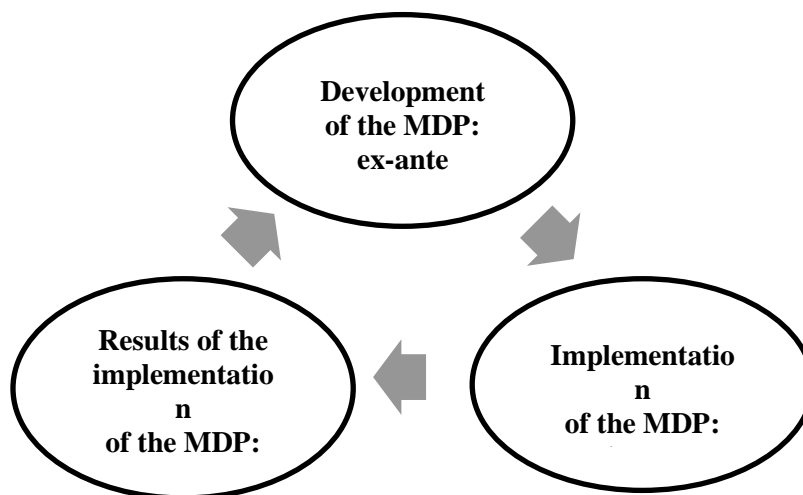 Development
of the MDP:
ex-ante
Results of the
implementatio
n
of the MDP:
Implementatio
n
of the MDP: